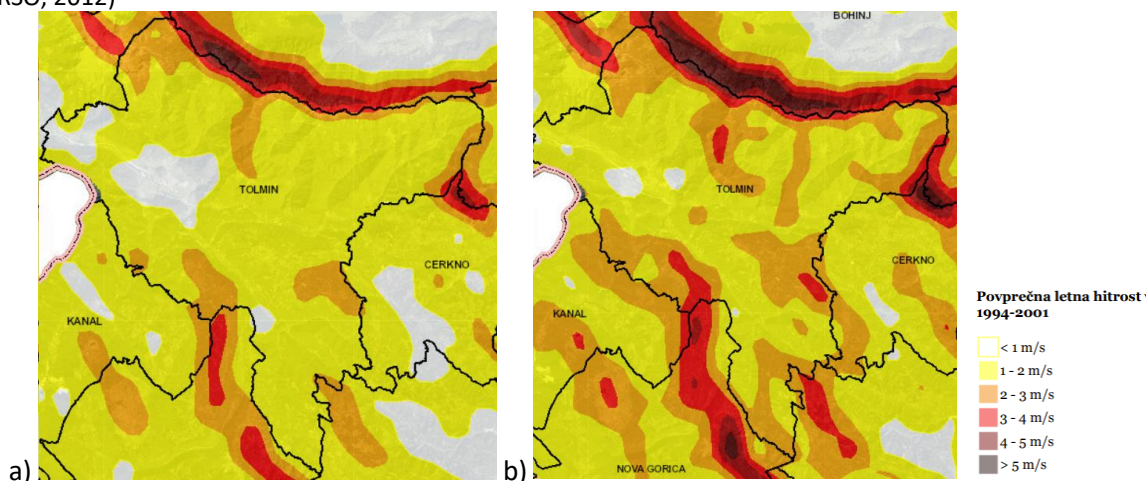 2012)
BOHINJ
TOLMIN
TOLMIN
CERKNO
CERKNO
KANAL
KANAL
NOVA GORICA
a)
b)
Povprečna letna hitrost
1994-2001
< 1 m/s
1 - 2 m/s
2 - 3 m/s
3 - 4 m/s
4 - 5 m/s
> 5 m/s